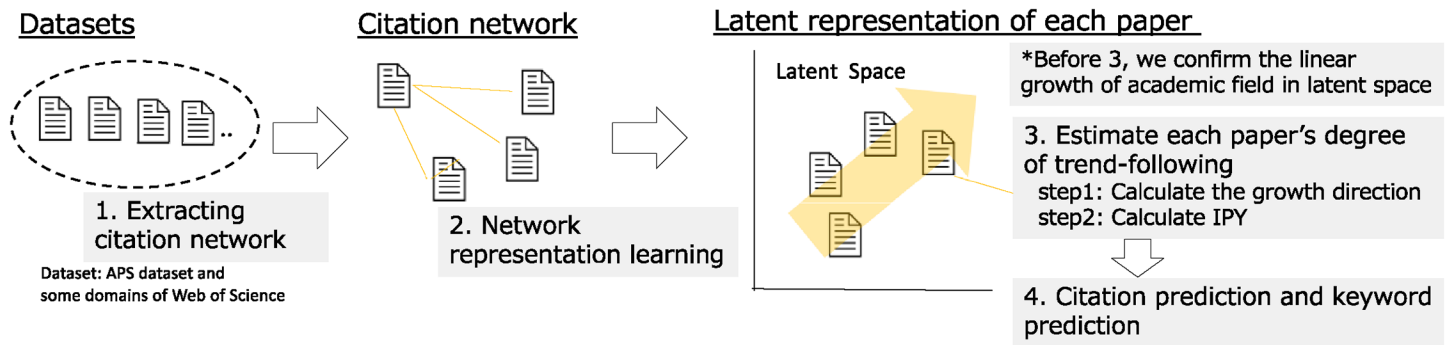 Datasets
Citation network
Latent representation of each paper
..
1. Extracting
citation network
Dataset: APS dataset and
some domains of Web of Science
2. Network
representation learning
Latent Space
*Before 3, we confirm the linear
growth of academic field in latent space
3. Estimate each paper's degree
of trend-following
step1: Calculate the growth direction
step2: Calculate IPY
4. Citation prediction and keyword
prediction